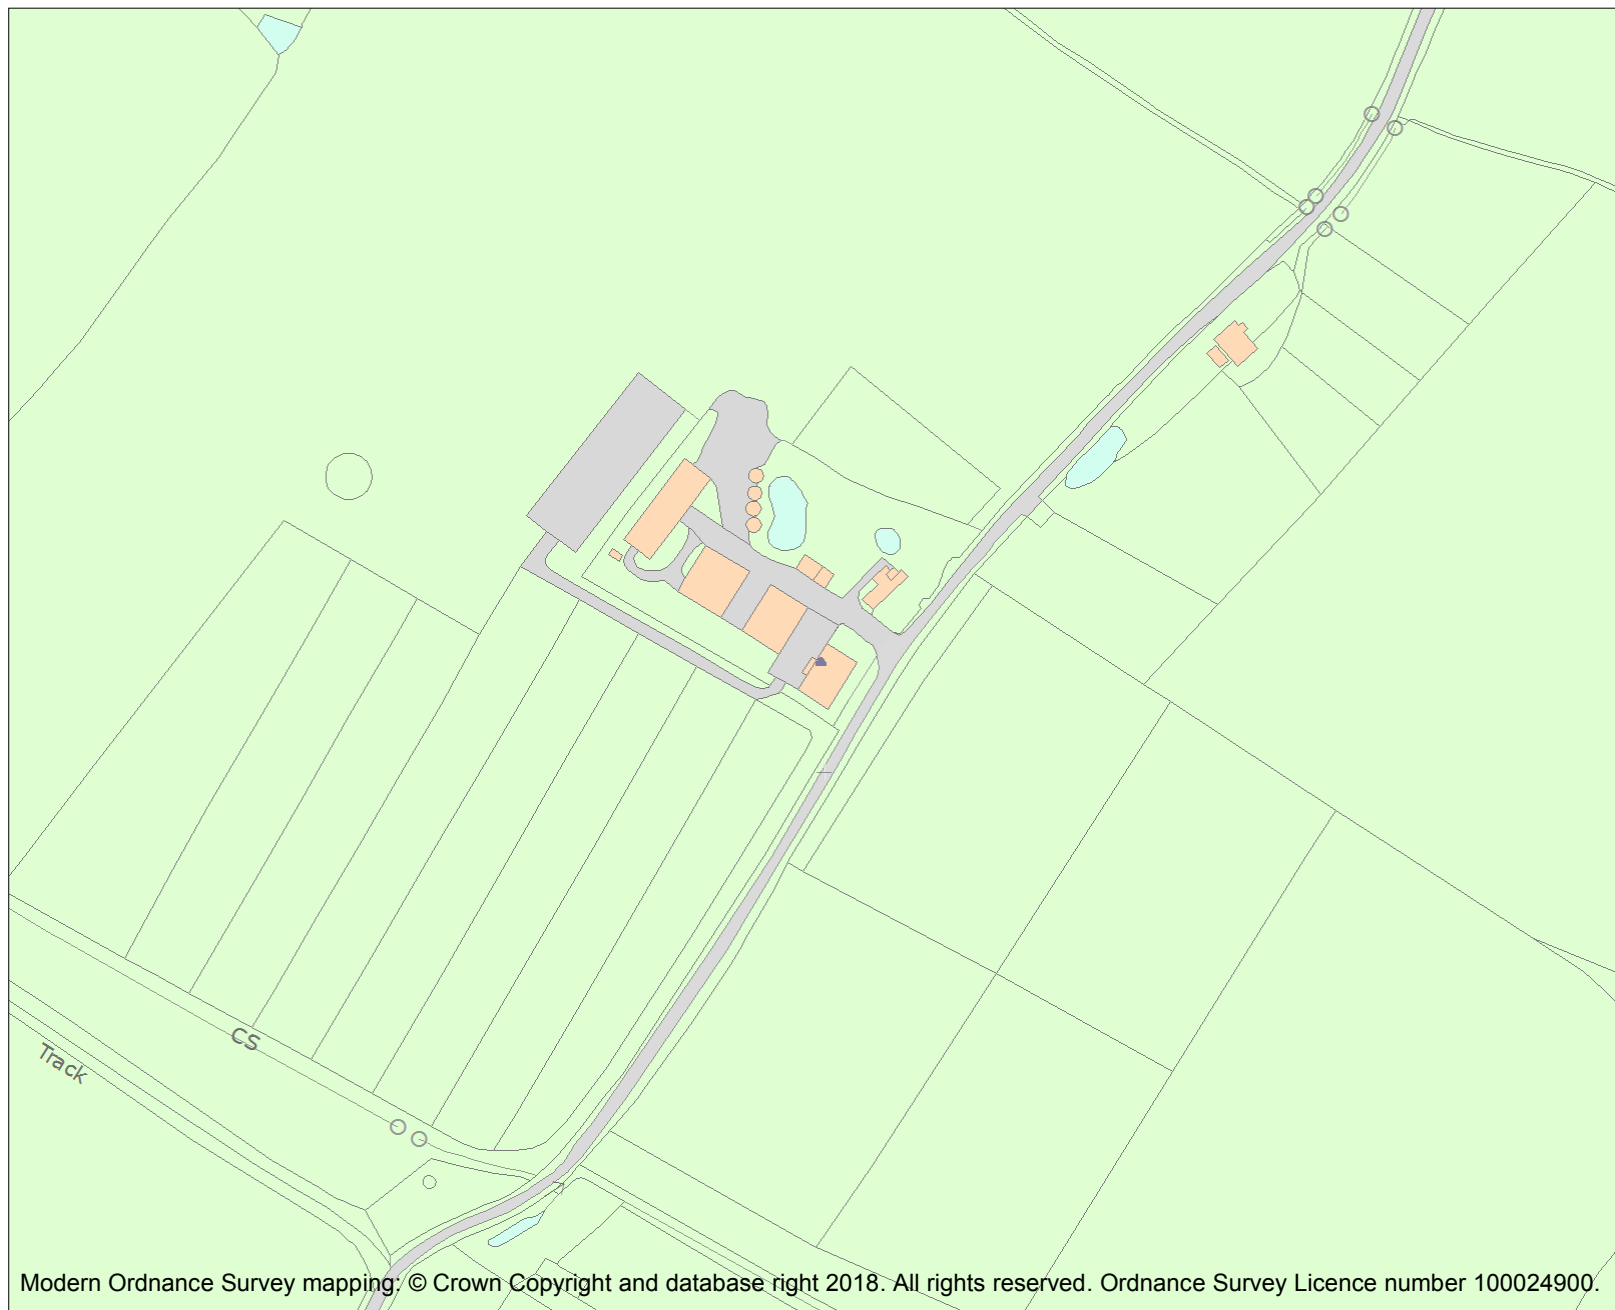 CS
Track
Modern Ordnance Survey mapping: © Crown Copyright and database right 2018. All rights reserved. Ordnance Survey Licence number 100024900.